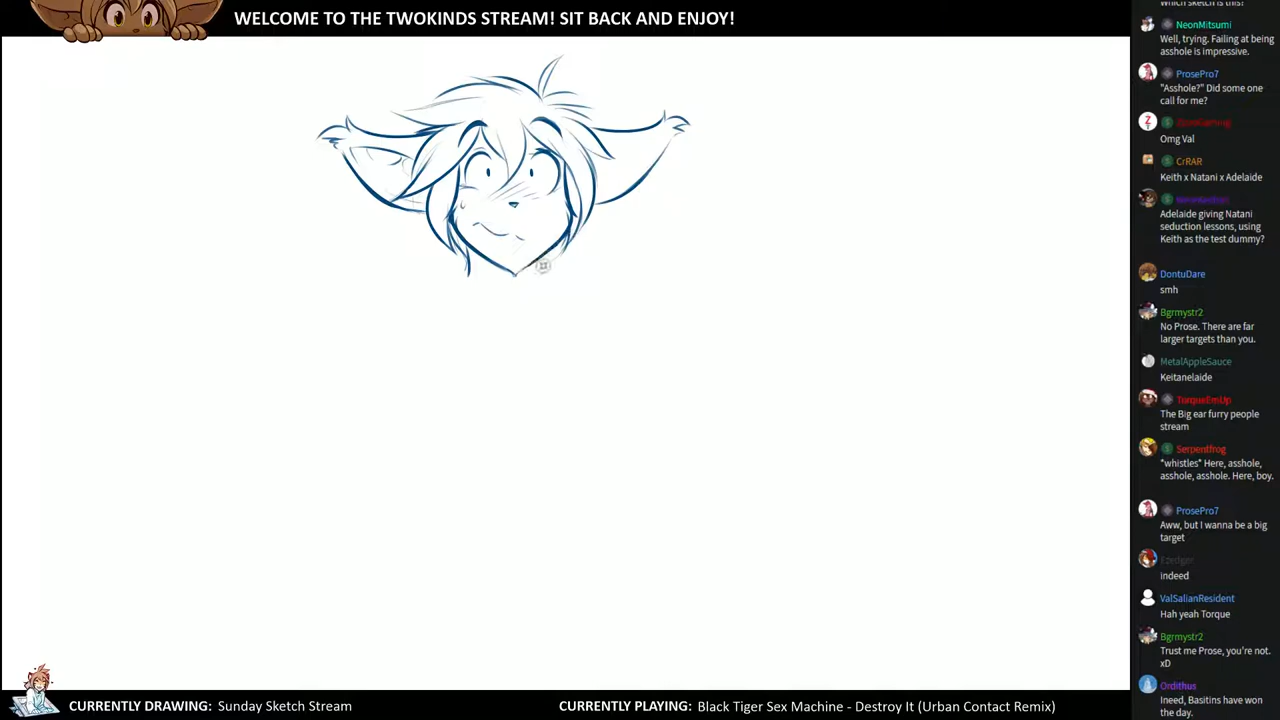 WELCOME TO THE TWOKINDS STREAM! SIT BACK AND ENJOY!
Which sketch is this?
NeonMitsumi
Well, trying. Failing at being
asshole is impressive.
ProsePro7
"Asshole?" Did some one
call for me?
Omg Val
CrRAR
Keith x Natani x Adelaide
Adelaide giving Natani
seduction lessons, using
Keith as the test dummy?
DontuDare
smh
Bgrmystr2
No Prose. There are far
larger targets than you.
MetalAppleSauce
Keitanelaide
TorqueEmUp
The Big ear furry people
stream
Serpentfrog
*whistles* Here, asshole,
asshole, asshole. Here, boy.
ProsePro7
Aww, but I wanna be a big
target
indeed
ValSalianResident
Hah yeah Torque
Bgrmystr2
Trust me Prose, you're not.
xD
Ordithus
Ineed, Basitins have won
the day.
CURRENTLY DRAWING: Sunday Sketch Stream
CURRENTLY PLAYING: Black Tiger Sex Machine - Destroy It (Urban Contact Remix)